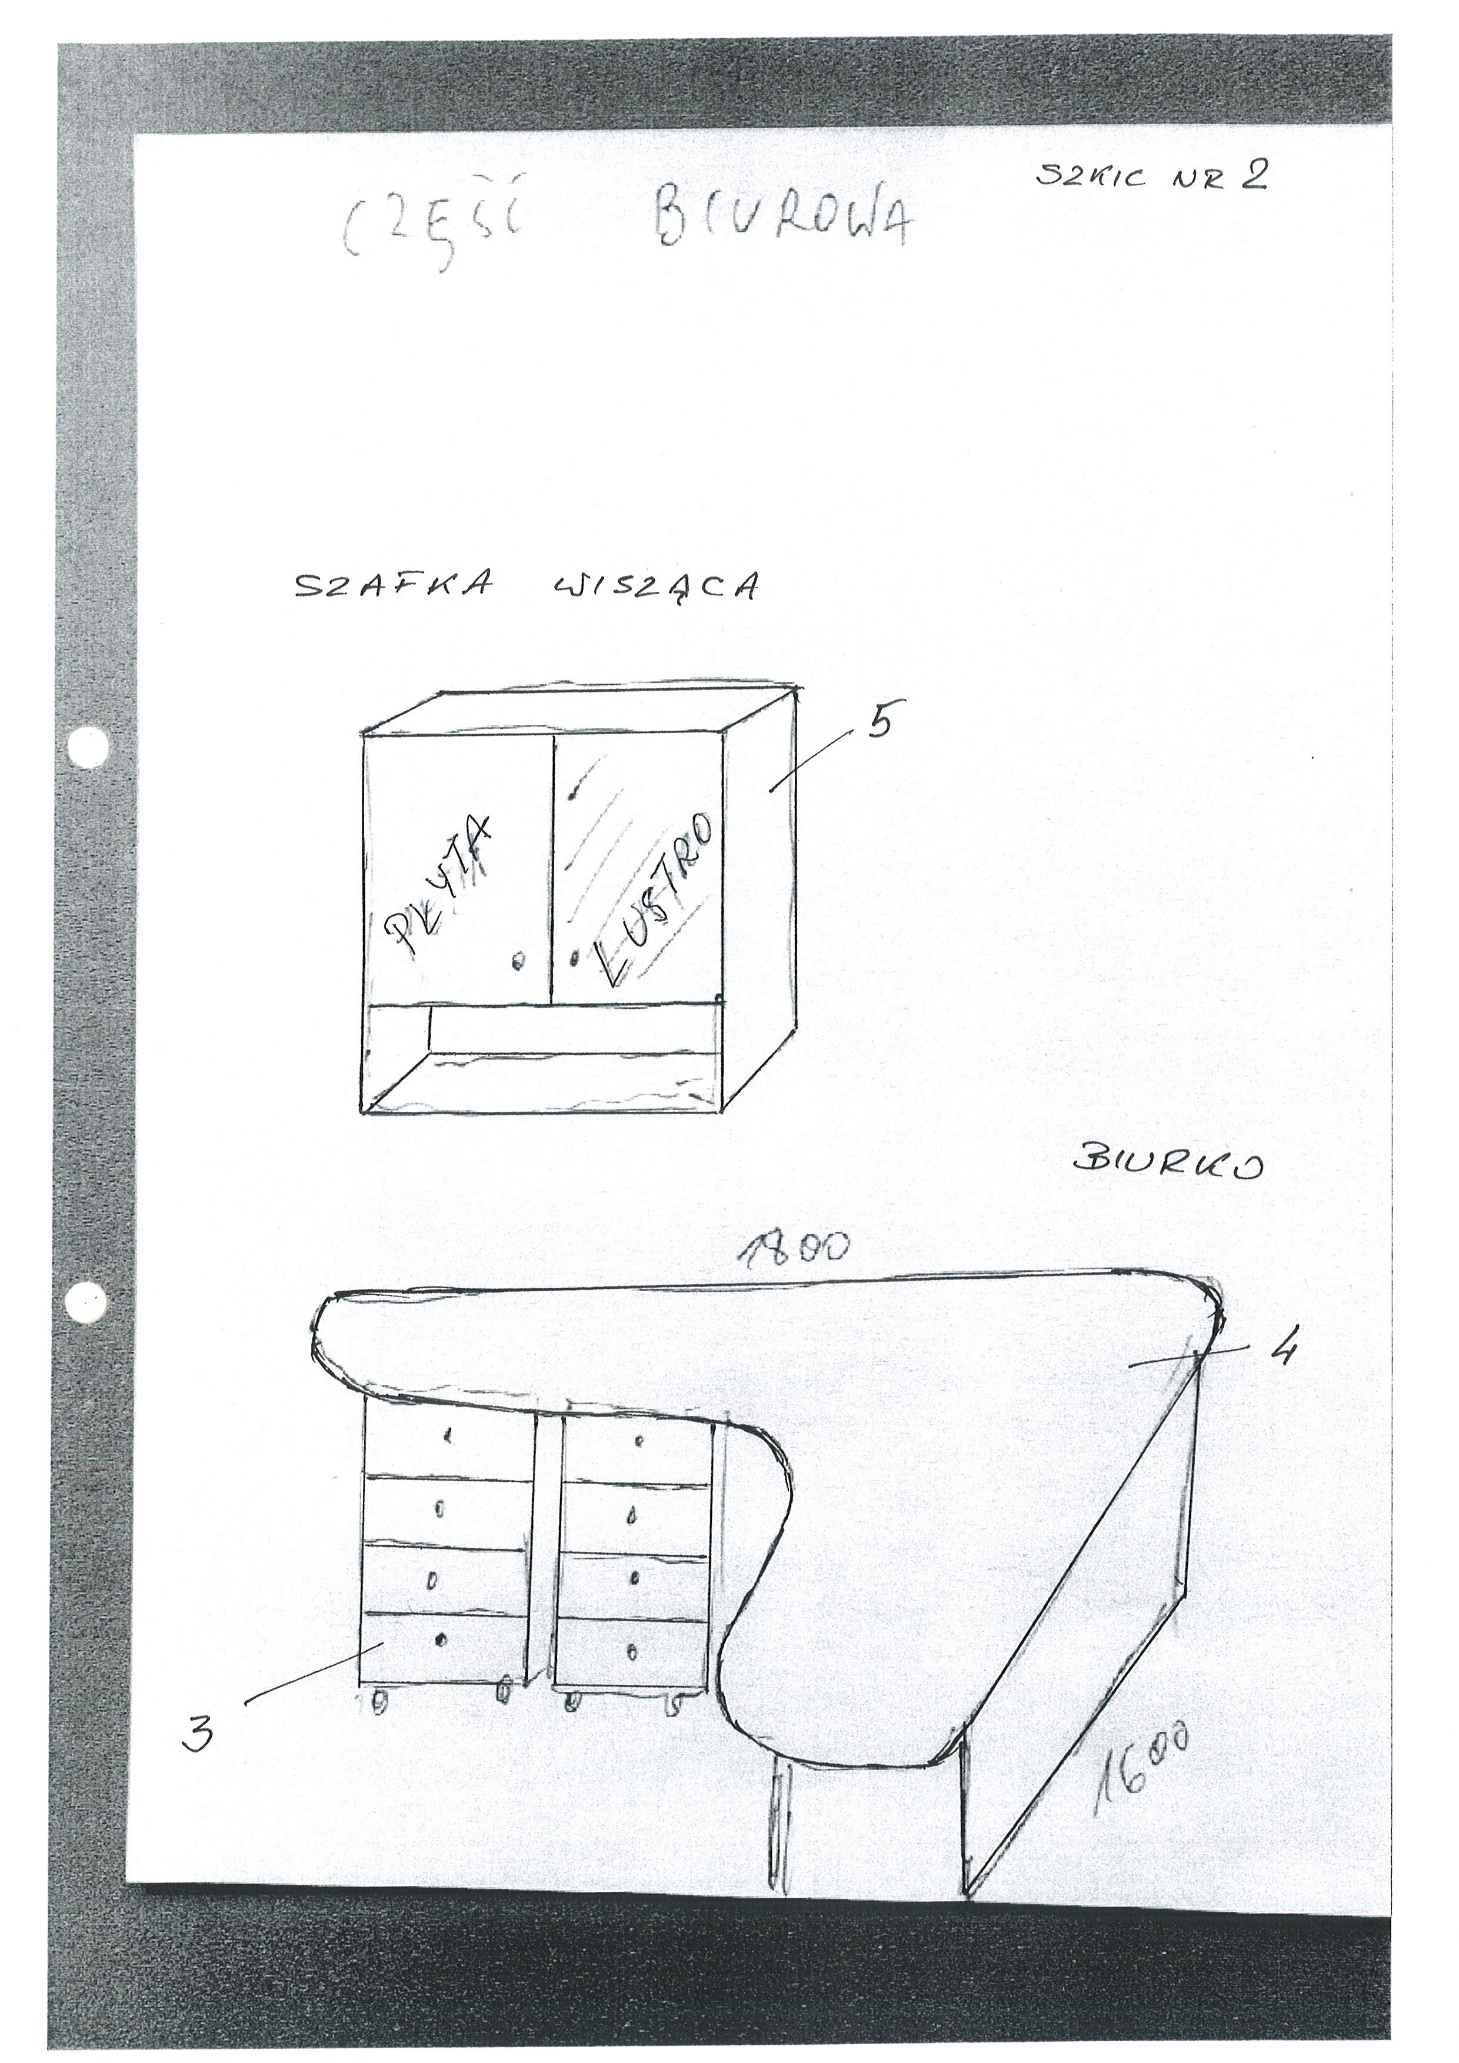 SZKIC NR 2
CZĘŚĆ BIUROWA
SZAFKA WISZĄCA
5
PŁYTA
LUSTRO
BIURKO
1800
4
3
1600